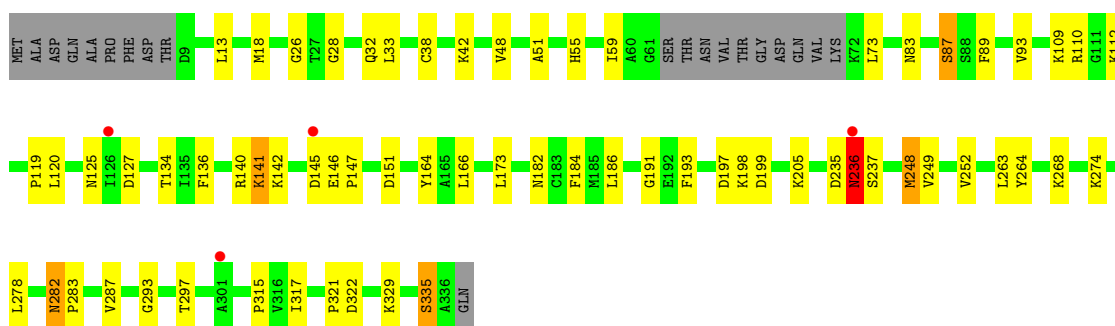 MET ALA ASP GLN ALA PRO PHE ASP THR D9 L13 M18 G26 T27 G28 Q32 L33 C38 K42 V48 A51 H55 I59 A60 G61 SER THR ASN VAL THR GLY ASP GLN VAL LYS K72 L73 N83 S87 S88 F89 V93 K109 R110 G111 K112
P119 L120 N125 I126 D127 T134 I135 F136 R140 K141 K142 D145 E146 P147 D151 Y164 A165 L166 L173 N182 C183 F184 M185 L186 G191 E192 F193 D197 K198 D199 K205 D235 N236 S237 M248 V249 V252 L263 Y264 K268 K274
L278 N282 P283 V287 G293 T297 A301 P315 V316 I317 P321 D322 K329 S335 A336 GLN